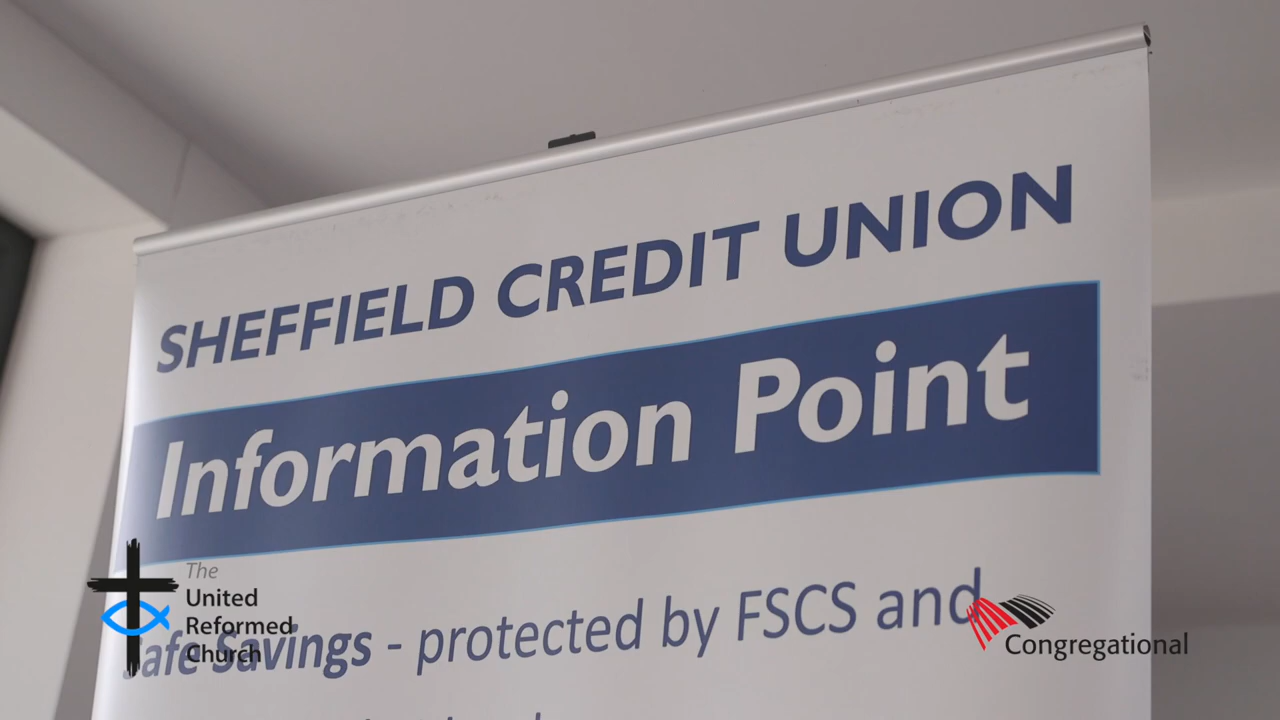 SHEFFIELD CREDIT UNION
Information Point
Safe Savings - protected by FSCS and
The
United
Reformed
Church
Congregational